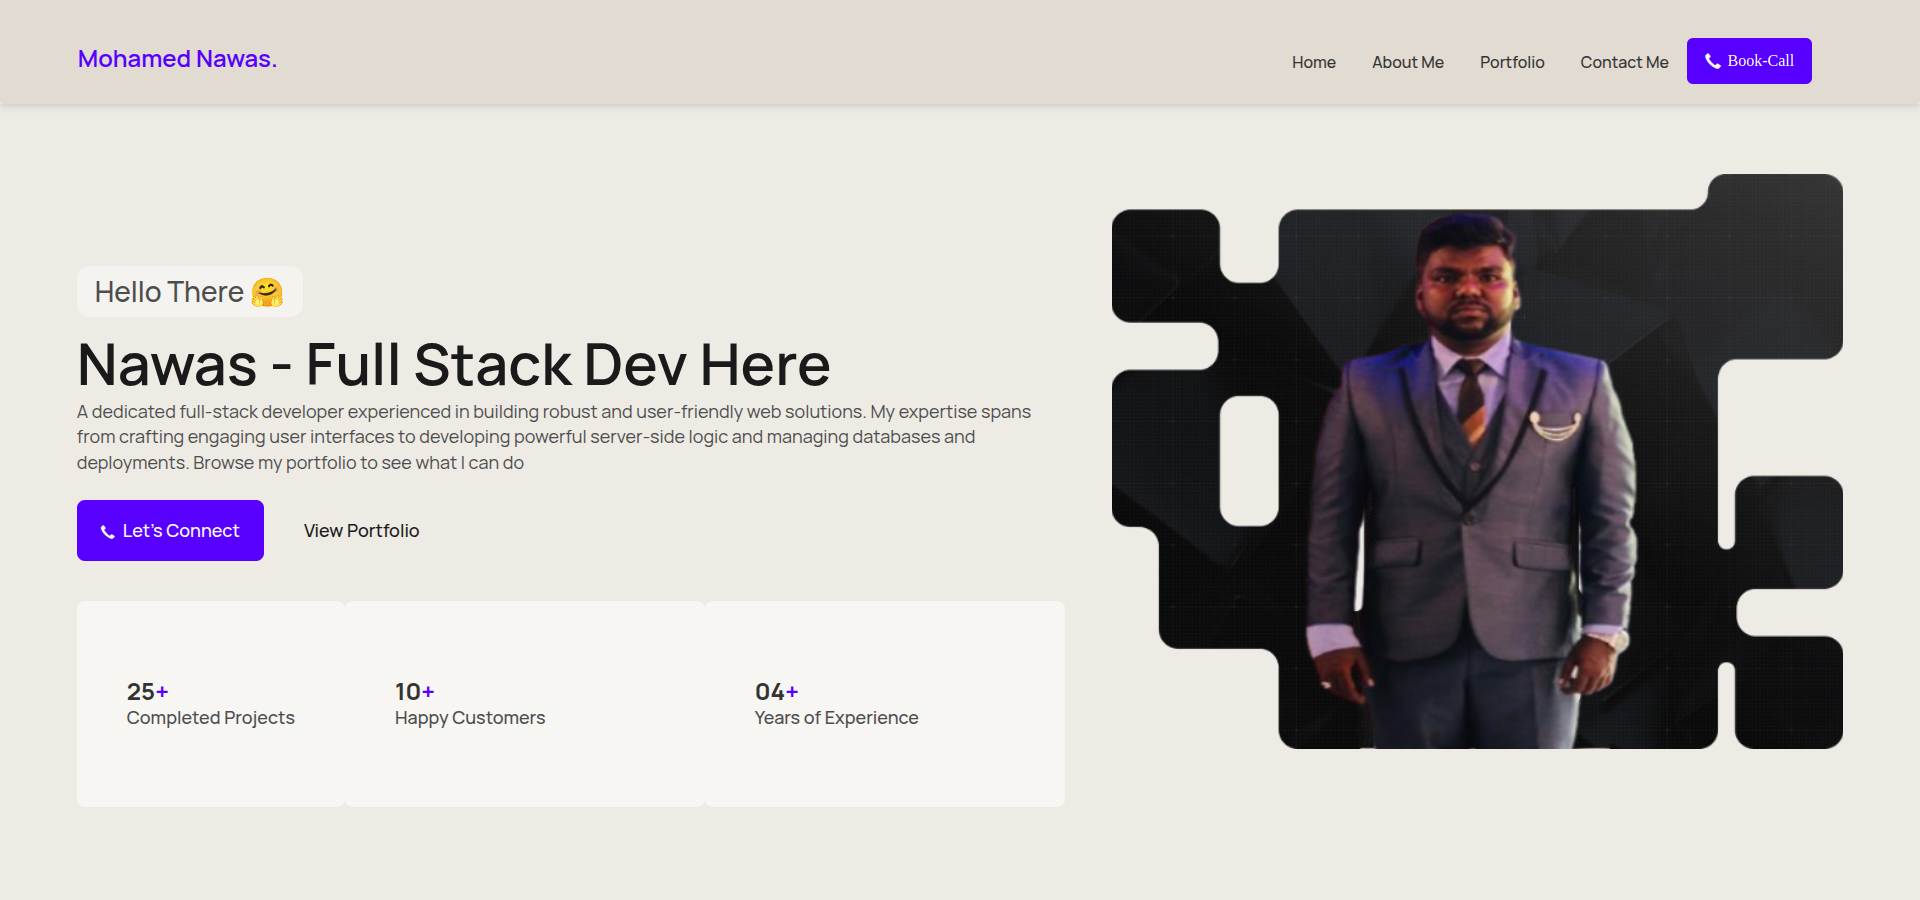 Mohamed Nawas.
Home
About Me
Portfolio
Contact Me
Book-Call
Hello There 🤗
Nawas - Full Stack Dev Here
A dedicated full-stack developer experienced in building robust and user-friendly web solutions. My expertise spans
from crafting engaging user interfaces to developing powerful server-side logic and managing databases and
deployments. Browse my portfolio to see what I can do
Let's Connect
View Portfolio
25+
Completed Projects
10+
Happy Customers
04+
Years of Experience